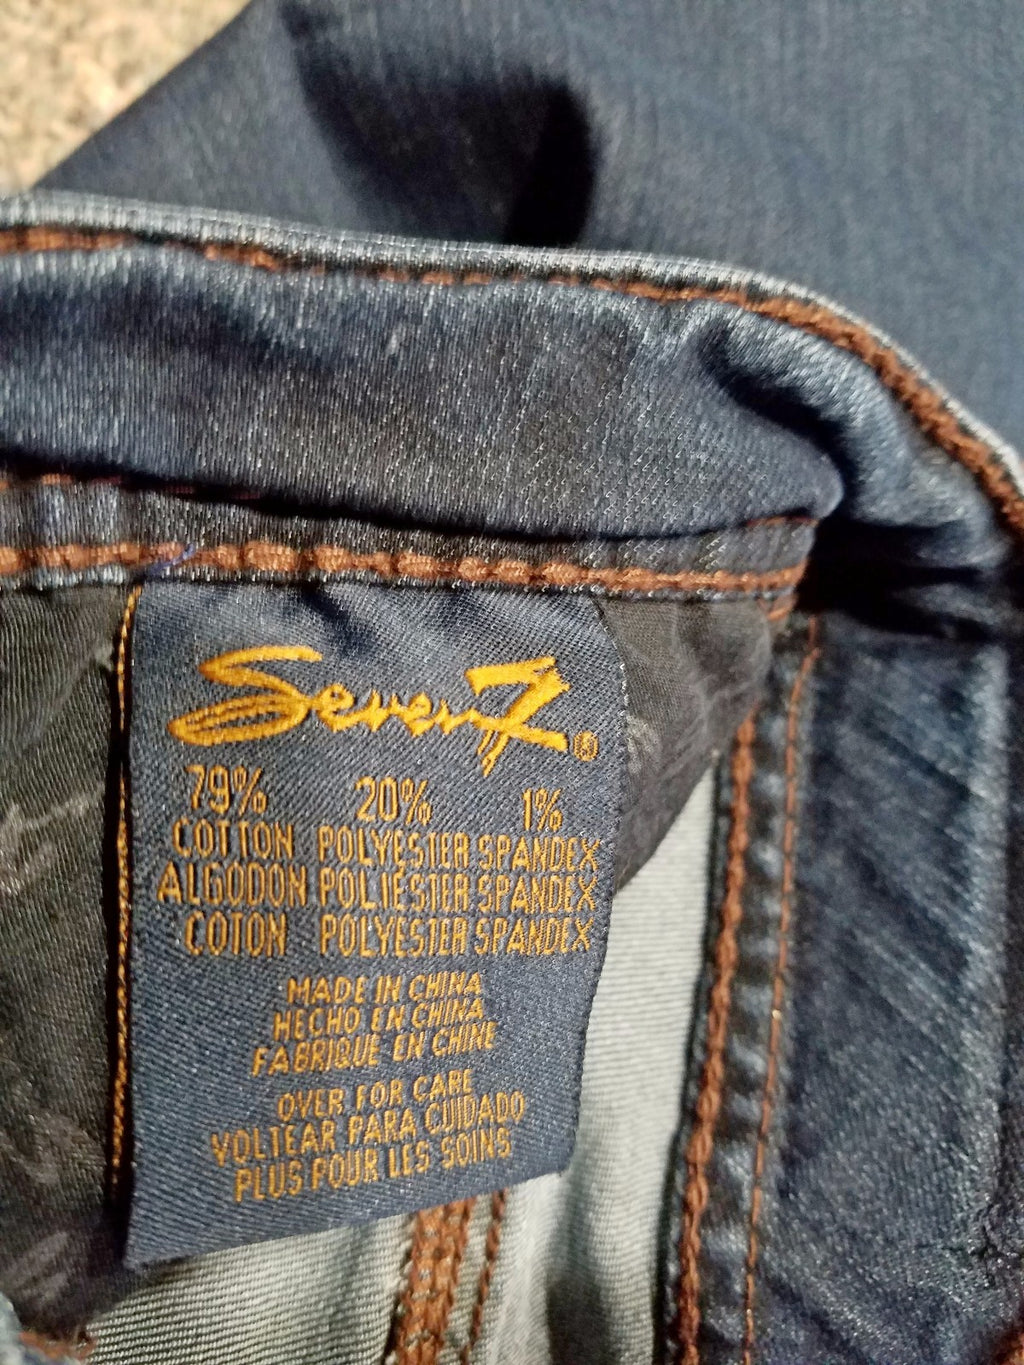 Seven7®
79% 20% 1%
COTTON POLYESTER SPANDEX
ALGODON POLIÉSTER SPANDEX
COTON POLYESTER SPANDEX
MADE IN CHINA
HECHO EN CHINA
FABRIQUE EN CHINE
OVER FOR CARE
VOLTEAR PARA CUIDADO
PLUS POUR LES SOINS